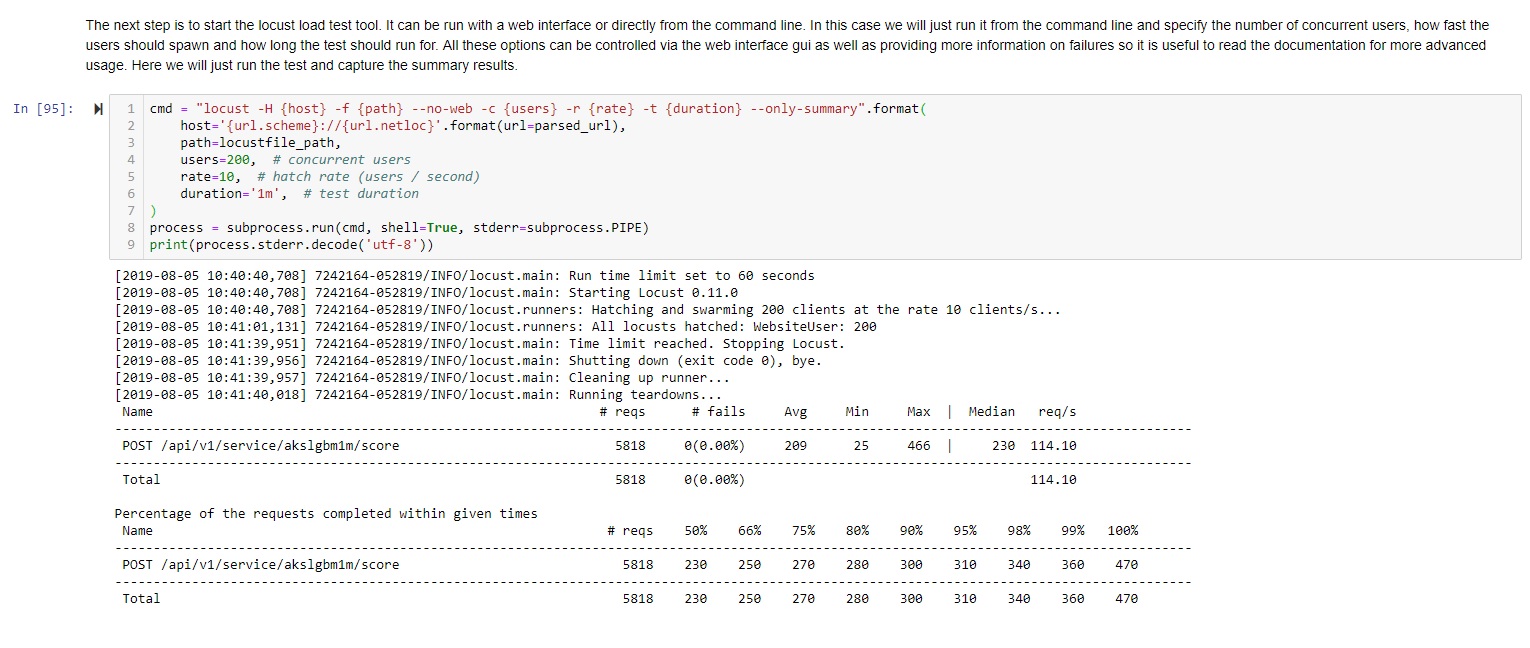 The next step is to start the locust load test tool. It can be run with a web interface or directly from the command line. In this case we will just run it from the command line and specify the number of concurrent users, how fast the
users should spawn and how long the test should run for. All these options can be controlled via the web interface gui as well as providing more information on failures so it is useful to read the documentation for more advanced
usage. Here we will just run the test and capture the summary results.
In [95]:
1 cmd = "locust -H {host} -f {path} --no-web -c {users} -r {rate} -t {duration} --only-summary".format(
2     host='{url.scheme}://{url.netloc}'.format(url=parsed_url),
3     path=locustfile_path,
4     users=200,  # concurrent users
5     rate=10,  # hatch rate (users / second)
6     duration='1m',  # test duration
7 )
8 process = subprocess.run(cmd, shell=True, stderr=subprocess.PIPE)
9 print(process.stderr.decode('utf-8'))
[2019-08-05 10:40:40,708] 7242164-052819/INFO/locust.main: Run time limit set to 60 seconds
[2019-08-05 10:40:40,708] 7242164-052819/INFO/locust.main: Starting Locust 0.11.0
[2019-08-05 10:40:40,708] 7242164-052819/INFO/locust.runners: Hatching and swarming 200 clients at the rate 10 clients/s...
[2019-08-05 10:41:01,131] 7242164-052819/INFO/locust.runners: All locusts hatched: WebsiteUser: 200
[2019-08-05 10:41:39,951] 7242164-052819/INFO/locust.main: Time limit reached. Stopping Locust.
[2019-08-05 10:41:39,956] 7242164-052819/INFO/locust.main: Shutting down (exit code 0), bye.
[2019-08-05 10:41:39,957] 7242164-052819/INFO/locust.main: Cleaning up runner...
[2019-08-05 10:41:40,018] 7242164-052819/INFO/locust.main: Running teardowns...
Name # reqs # fails Avg Min Max | Median req/s
POST /api/v1/service/akslgbm1m/score 5818 0(0.00%) 209 25 466 | 230 114.10
Total 5818 0(0.00%) 114.10
Percentage of the requests completed within given times
Name # reqs 50% 66% 75% 80% 90% 95% 98% 99% 100%
POST /api/v1/service/akslgbm1m/score 5818 230 250 270 280 300 310 340 360 470
Total 5818 230 250 270 280 300 310 340 360 470